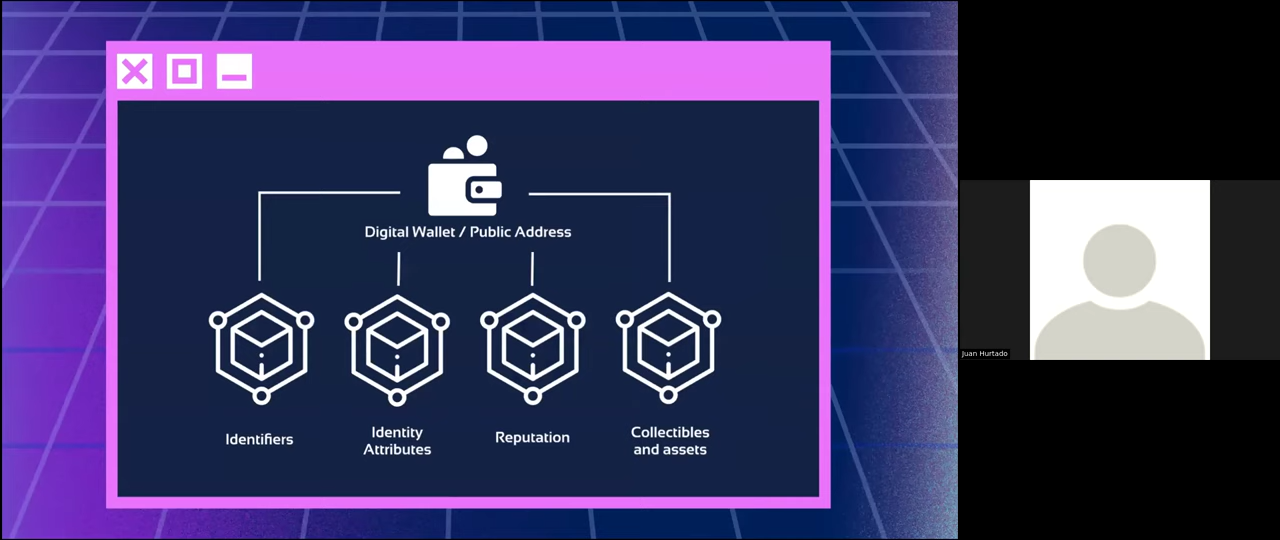 Digital Wallet / Public Address
Identifiers
Identity
Attributes
Reputation
Collectibles
and assets
Juan Hurtado